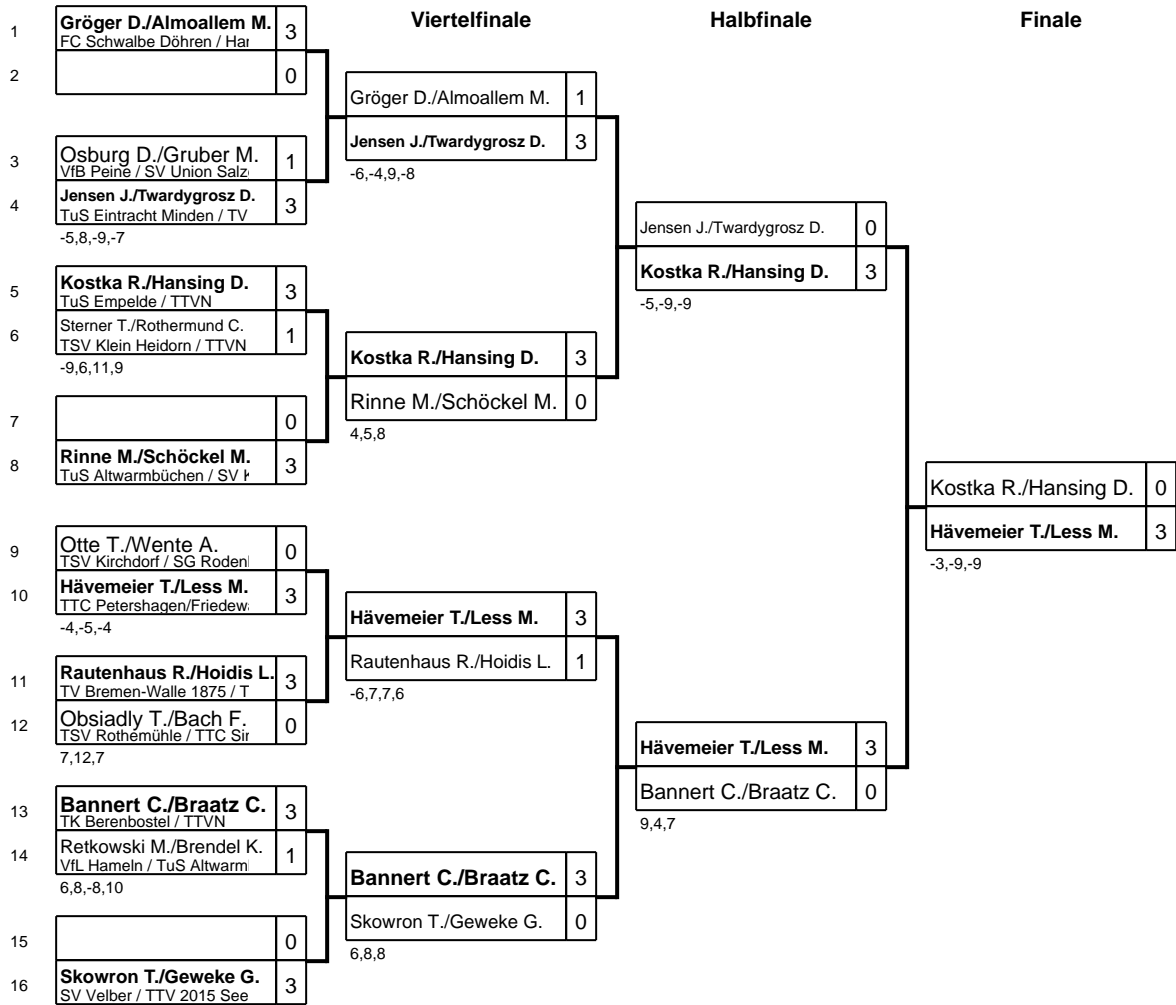 Viertelfinale Halbfinale Finale
1 Gröger D./Almoallem M. 3
FC Schwalbe Döhren / Har
2 0
3 Osburg D./Gruber M. 1
VfB Peine / SV Union Salz
4 Jensen J./Twardygrosz D. 3
TuS Eintracht Minden / TV
-5,8,-9,-7
5 Kostka R./Hansing D. 3
TuS Empelde / TTVN
6 Sterner T./Rothermund C. 1
TSV Klein Heidorn / TTVN
-9,6,11,9
7 0
8 Rinne M./Schöckel M. 3
TuS Altwarmbüchen / SV
9 Otte T./Wente A. 0
TSV Kirchdorf / SG Roden
10 Hävemeier T./Less M. 3
TTC Petershagen/Friedew
-4,-5,-4
11 Rautenhaus R./Hoidis L. 3
TV Bremen-Walle 1875 / T
12 Obsiadly T./Bach F. 0
TSV Rothemühle / TTC Sir
7,12,7
13 Bannert C./Braatz C. 3
TK Berenbostel / TTVN
14 Retkowski M./Brendel K. 1
VfL Hameln / TuS Altwarm
6,8,-8,10
15 0
16 Skowron T./Geweke G. 3
SV Velber / TTV 2015 See
Gröger D./Almoallem M. 1
Jensen J./Twardygrosz D. 3
-6,-4,9,-8
Kostka R./Hansing D. 3
Rinne M./Schöckel M. 0
4,5,8
Hävemeier T./Less M. 3
Rautenhaus R./Hoidis L. 1
-6,7,7,6
Bannert C./Braatz C. 3
Skowron T./Geweke G. 0
6,8,8
Jensen J./Twardygrosz D. 0
Kostka R./Hansing D. 3
-5,-9,-9
Hävemeier T./Less M. 3
Bannert C./Braatz C. 0
9,4,7
Kostka R./Hansing D. 0
Hävemeier T./Less M. 3
-3,-9,-9